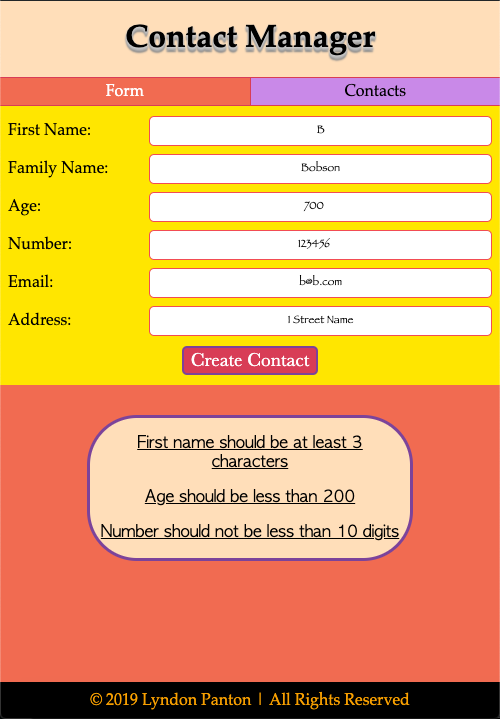 Contact Manager
Form Contacts
First Name: B
Family Name: Bobson
Age: 700
Number: 123456
Email: b@b.com
Address: 1 Street Name
Create Contact
First name should be at least 3
characters
Age should be less than 200
Number should not be less than 10 digits
© 2019 Lyndon Panton | All Rights Reserved